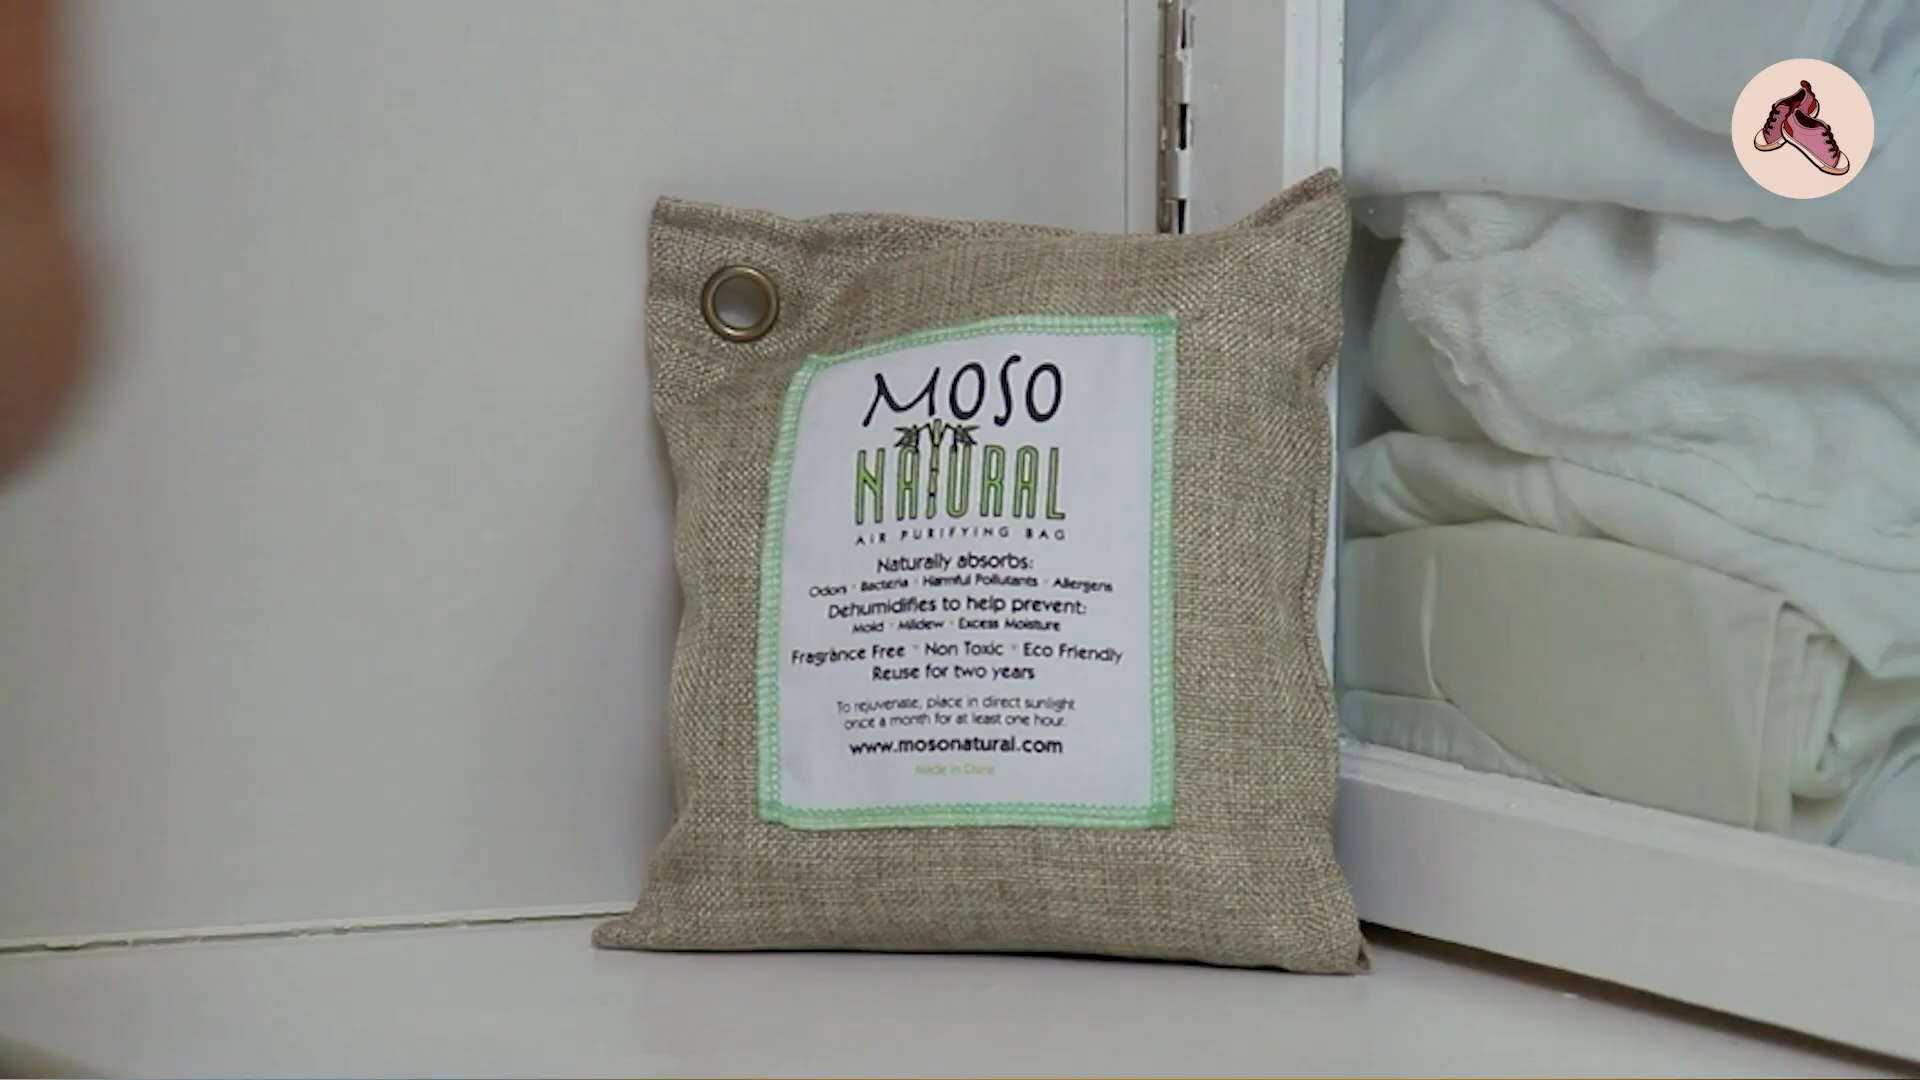 MOSO
NATURAL
AIR PURIFYING BAG
Naturally absorbs:
Odors · Bacteria · Harmful Pollutants · Allergens
Dehumidifies to help prevent:
Mold · Mildew · Excess Moisture
Fragrance Free · Non Toxic · Eco Friendly
Reuse for two years
To rejuvenate, place in direct sunlight
once a month for at least one hour.
www.mosonatural.com
Made in China